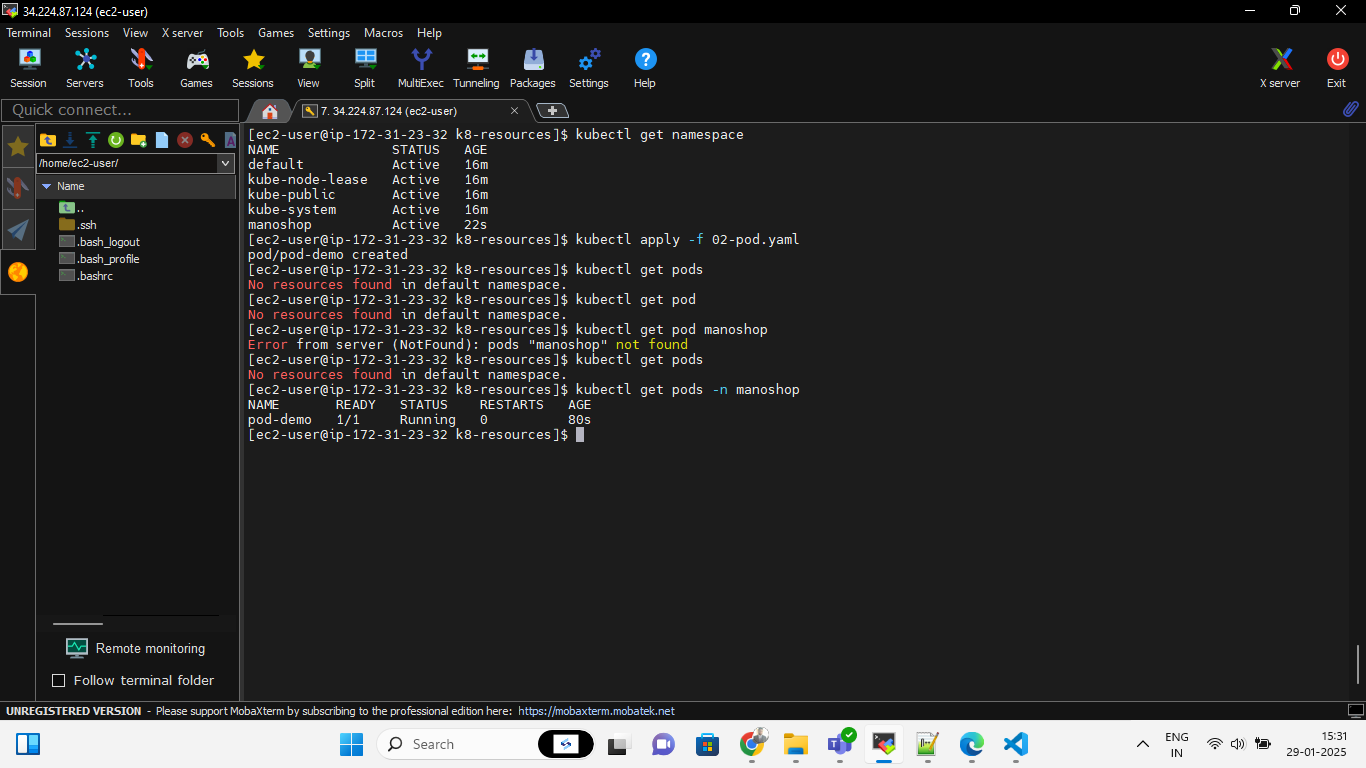 34.224.87.124 (ec2-user)
Terminal Sessions View X server Tools Games Settings Macros Help
Session Servers Tools Games Sessions View Split MultiExec Tunneling Packages Settings Help X server Exit
Quick connect...
7. 34.224.87.124 (ec2-user)
/home/ec2-user/
Name
..
.ssh
.bash_logout
.bash_profile
.bashrc
Remote monitoring
Follow terminal folder
[ec2-user@ip-172-31-23-32 k8-resources]$ kubectl get namespace
NAME STATUS AGE
default Active 16m
kube-node-lease Active 16m
kube-public Active 16m
kube-system Active 16m
manoshop Active 22s
[ec2-user@ip-172-31-23-32 k8-resources]$ kubectl apply -f 02-pod.yaml
pod/pod-demo created
[ec2-user@ip-172-31-23-32 k8-resources]$ kubectl get pods
No resources found in default namespace.
[ec2-user@ip-172-31-23-32 k8-resources]$ kubectl get pod
No resources found in default namespace.
[ec2-user@ip-172-31-23-32 k8-resources]$ kubectl get pod manoshop
Error from server (NotFound): pods "manoshop" not found
[ec2-user@ip-172-31-23-32 k8-resources]$ kubectl get pods
No resources found in default namespace.
[ec2-user@ip-172-31-23-32 k8-resources]$ kubectl get pods -n manoshop
NAME READY STATUS RESTARTS AGE
pod-demo 1/1 Running 0 80s
[ec2-user@ip-172-31-23-32 k8-resources]$
UNREGISTERED VERSION - Please support MobaXterm by subscribing to the professional edition here: https://mobaxterm.mobatek.net
Search
ENG
IN
15:31
29-01-2025